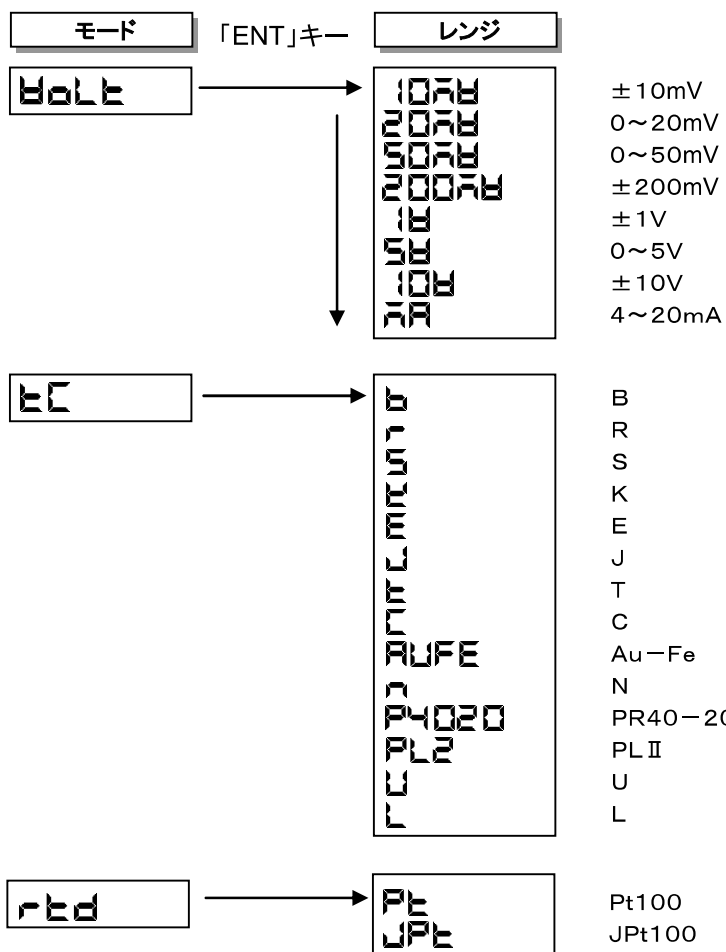 モード 「ENT」キー レンジ
VoLt 10mV ±10mV
20mV 0～20mV
50mV 0～50mV
200mV ±200mV
1V ±1V
5V 0～5V
10V ±10V
mA 4～20mA
tC b B
r R
S S
K K
E E
J J
t T
C C
AUFE Au－Fe
n N
P4020 PR40－20
PL2 PLⅡ
U U
L L
rtd Pt Pt100
JPt JPt100